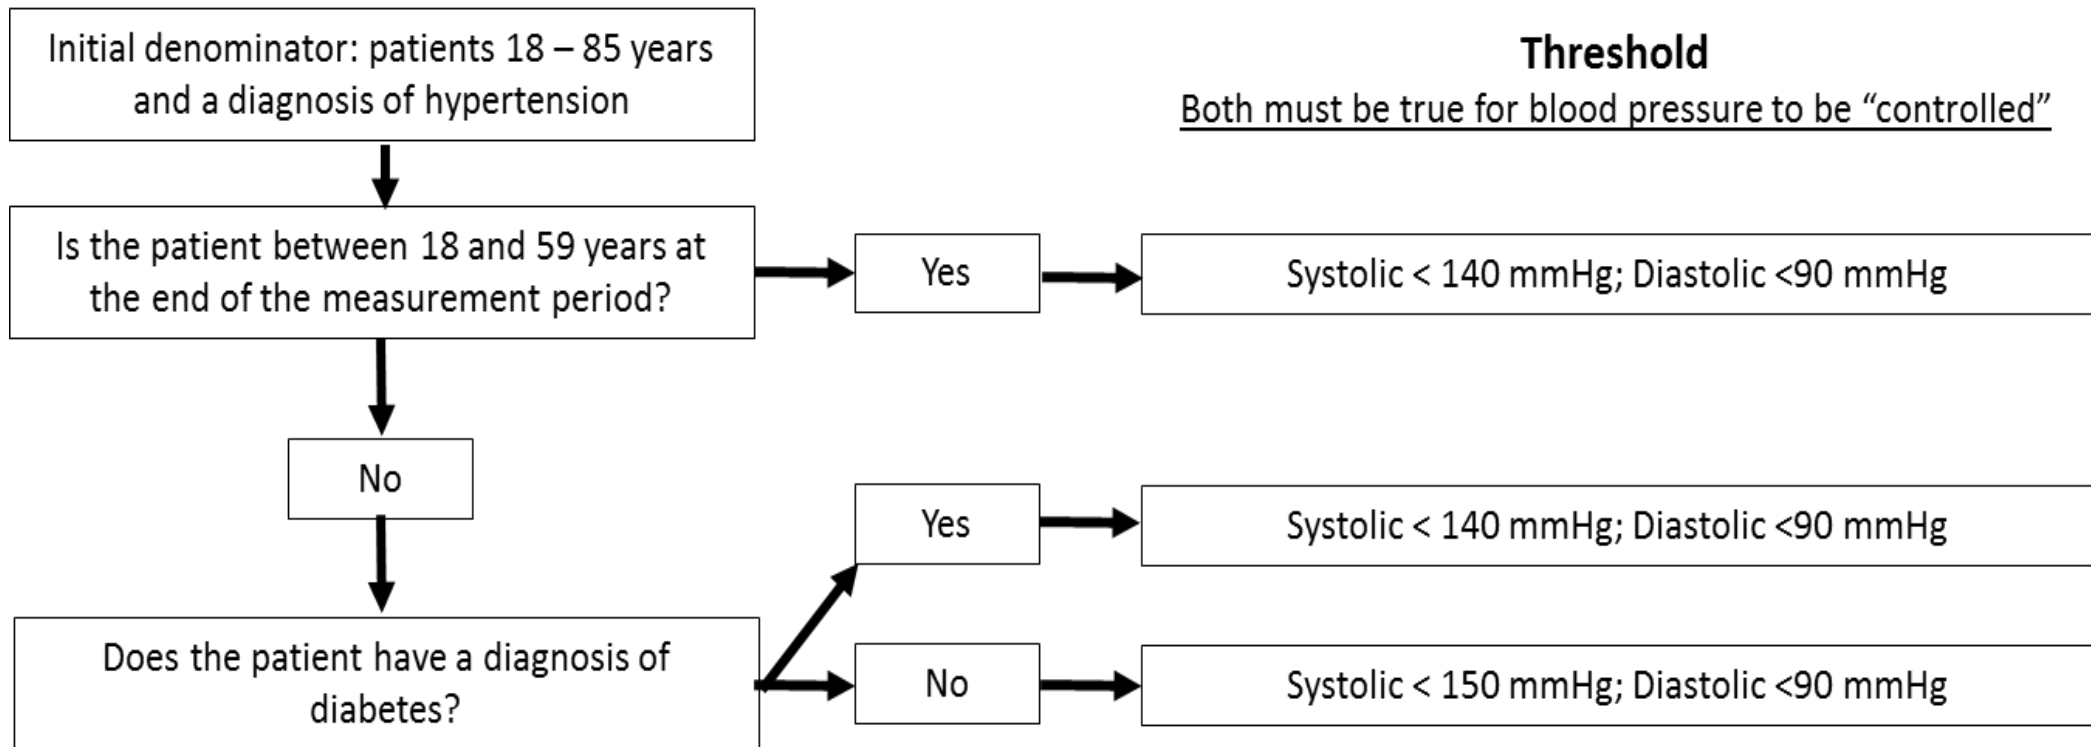 Initial denominator: patients 18 – 85 years
and a diagnosis of hypertension
Threshold
Both must be true for blood pressure to be “controlled”
Is the patient between 18 and 59 years at
the end of the measurement period?
Yes
Systolic < 140 mmHg; Diastolic <90 mmHg
No
Yes
Systolic < 140 mmHg; Diastolic <90 mmHg
Does the patient have a diagnosis of
diabetes?
No
Systolic < 150 mmHg; Diastolic <90 mmHg